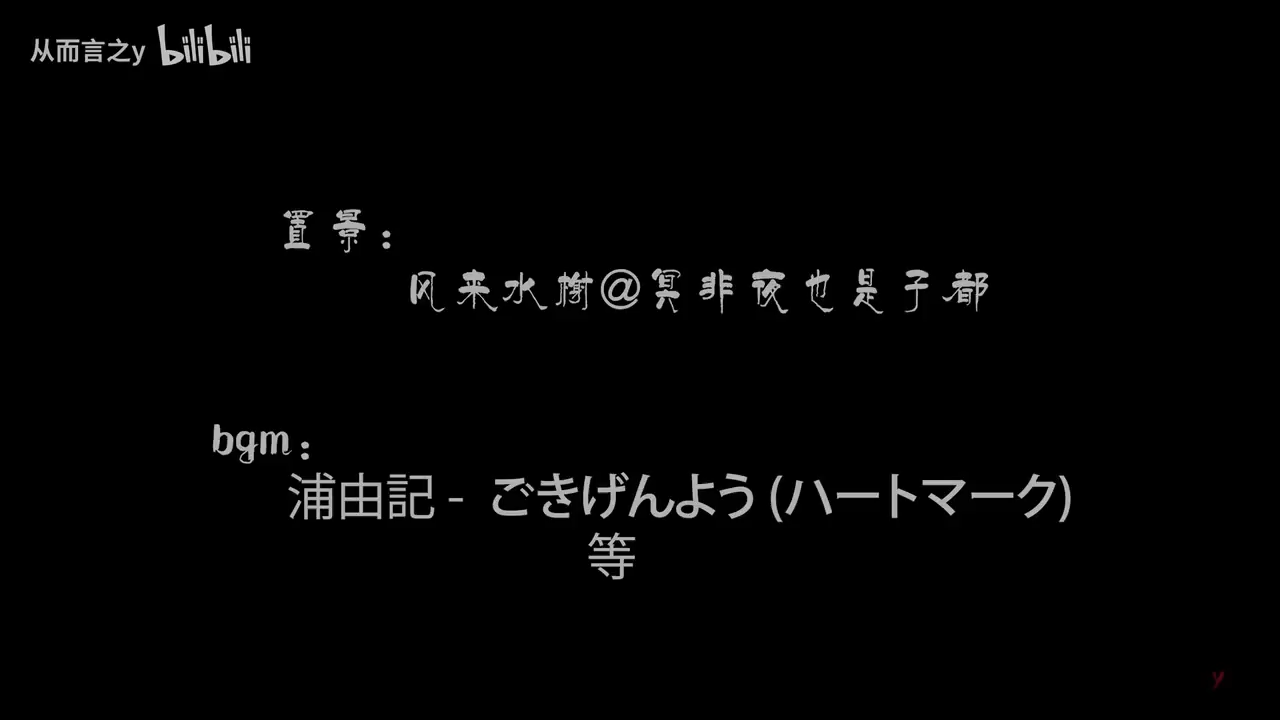 从而言之y bilibili
置景：
风来水榭@冥非夜也是子都
bgm：
浦由記 - ごきげんよう (ハートマーク)
等
y